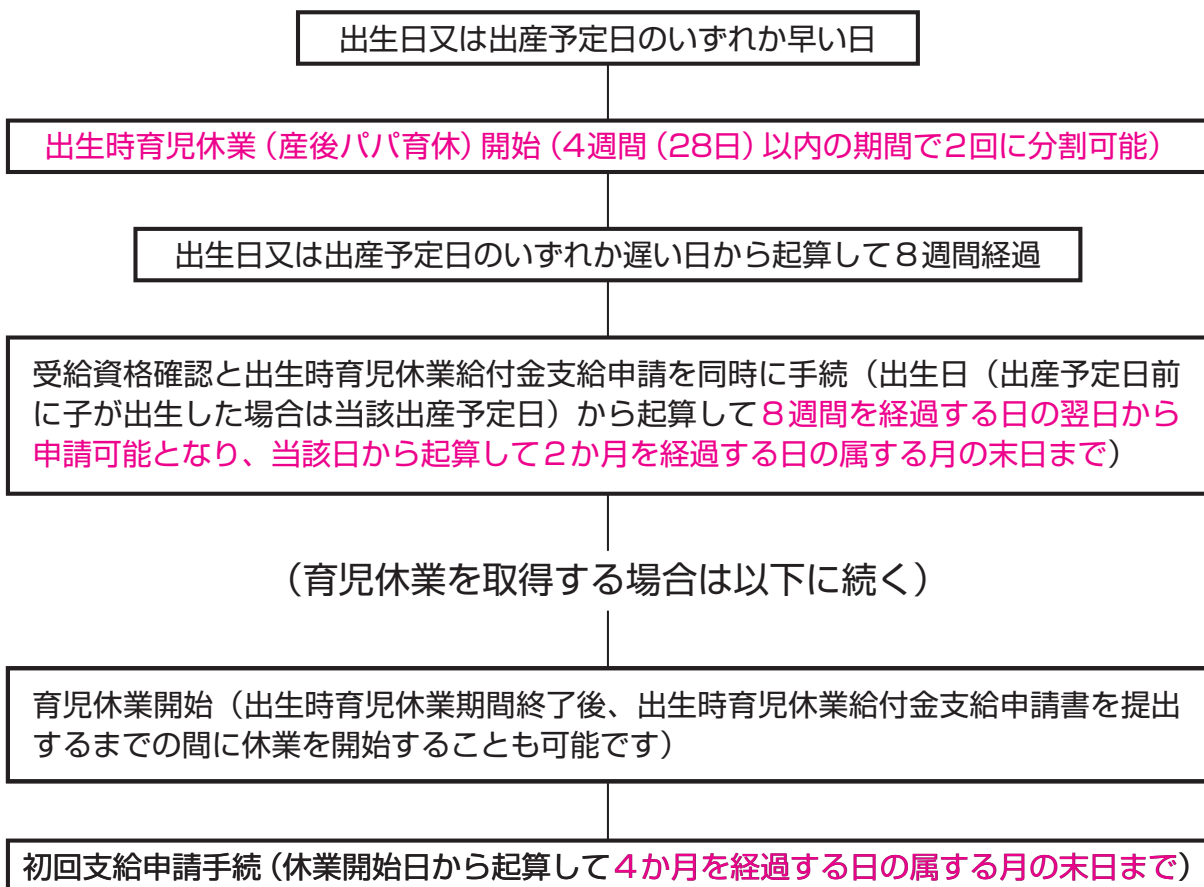 出生日又は出産予定日のいずれか早い日
出生時育児休業（産後パパ育休）開始（4週間（28日）以内の期間で2回に分割可能）
出生日又は出産予定日のいずれか遅い日から起算して８週間経過
受給資格確認と出生時育児休業給付金支給申請を同時に手続（出生日（出産予定日前
に子が出生した場合は当該出産予定日）から起算して８週間を経過する日の翌日から
申請可能となり、当該日から起算して２か月を経過する日の属する月の末日まで）
（育児休業を取得する場合は以下に続く）
育児休業開始（出生時育児休業期間終了後、出生時育児休業給付金支給申請書を提出
するまでの間に休業を開始することも可能です）
初回支給申請手続（休業開始日から起算して４か月を経過する日の属する月の末日まで）